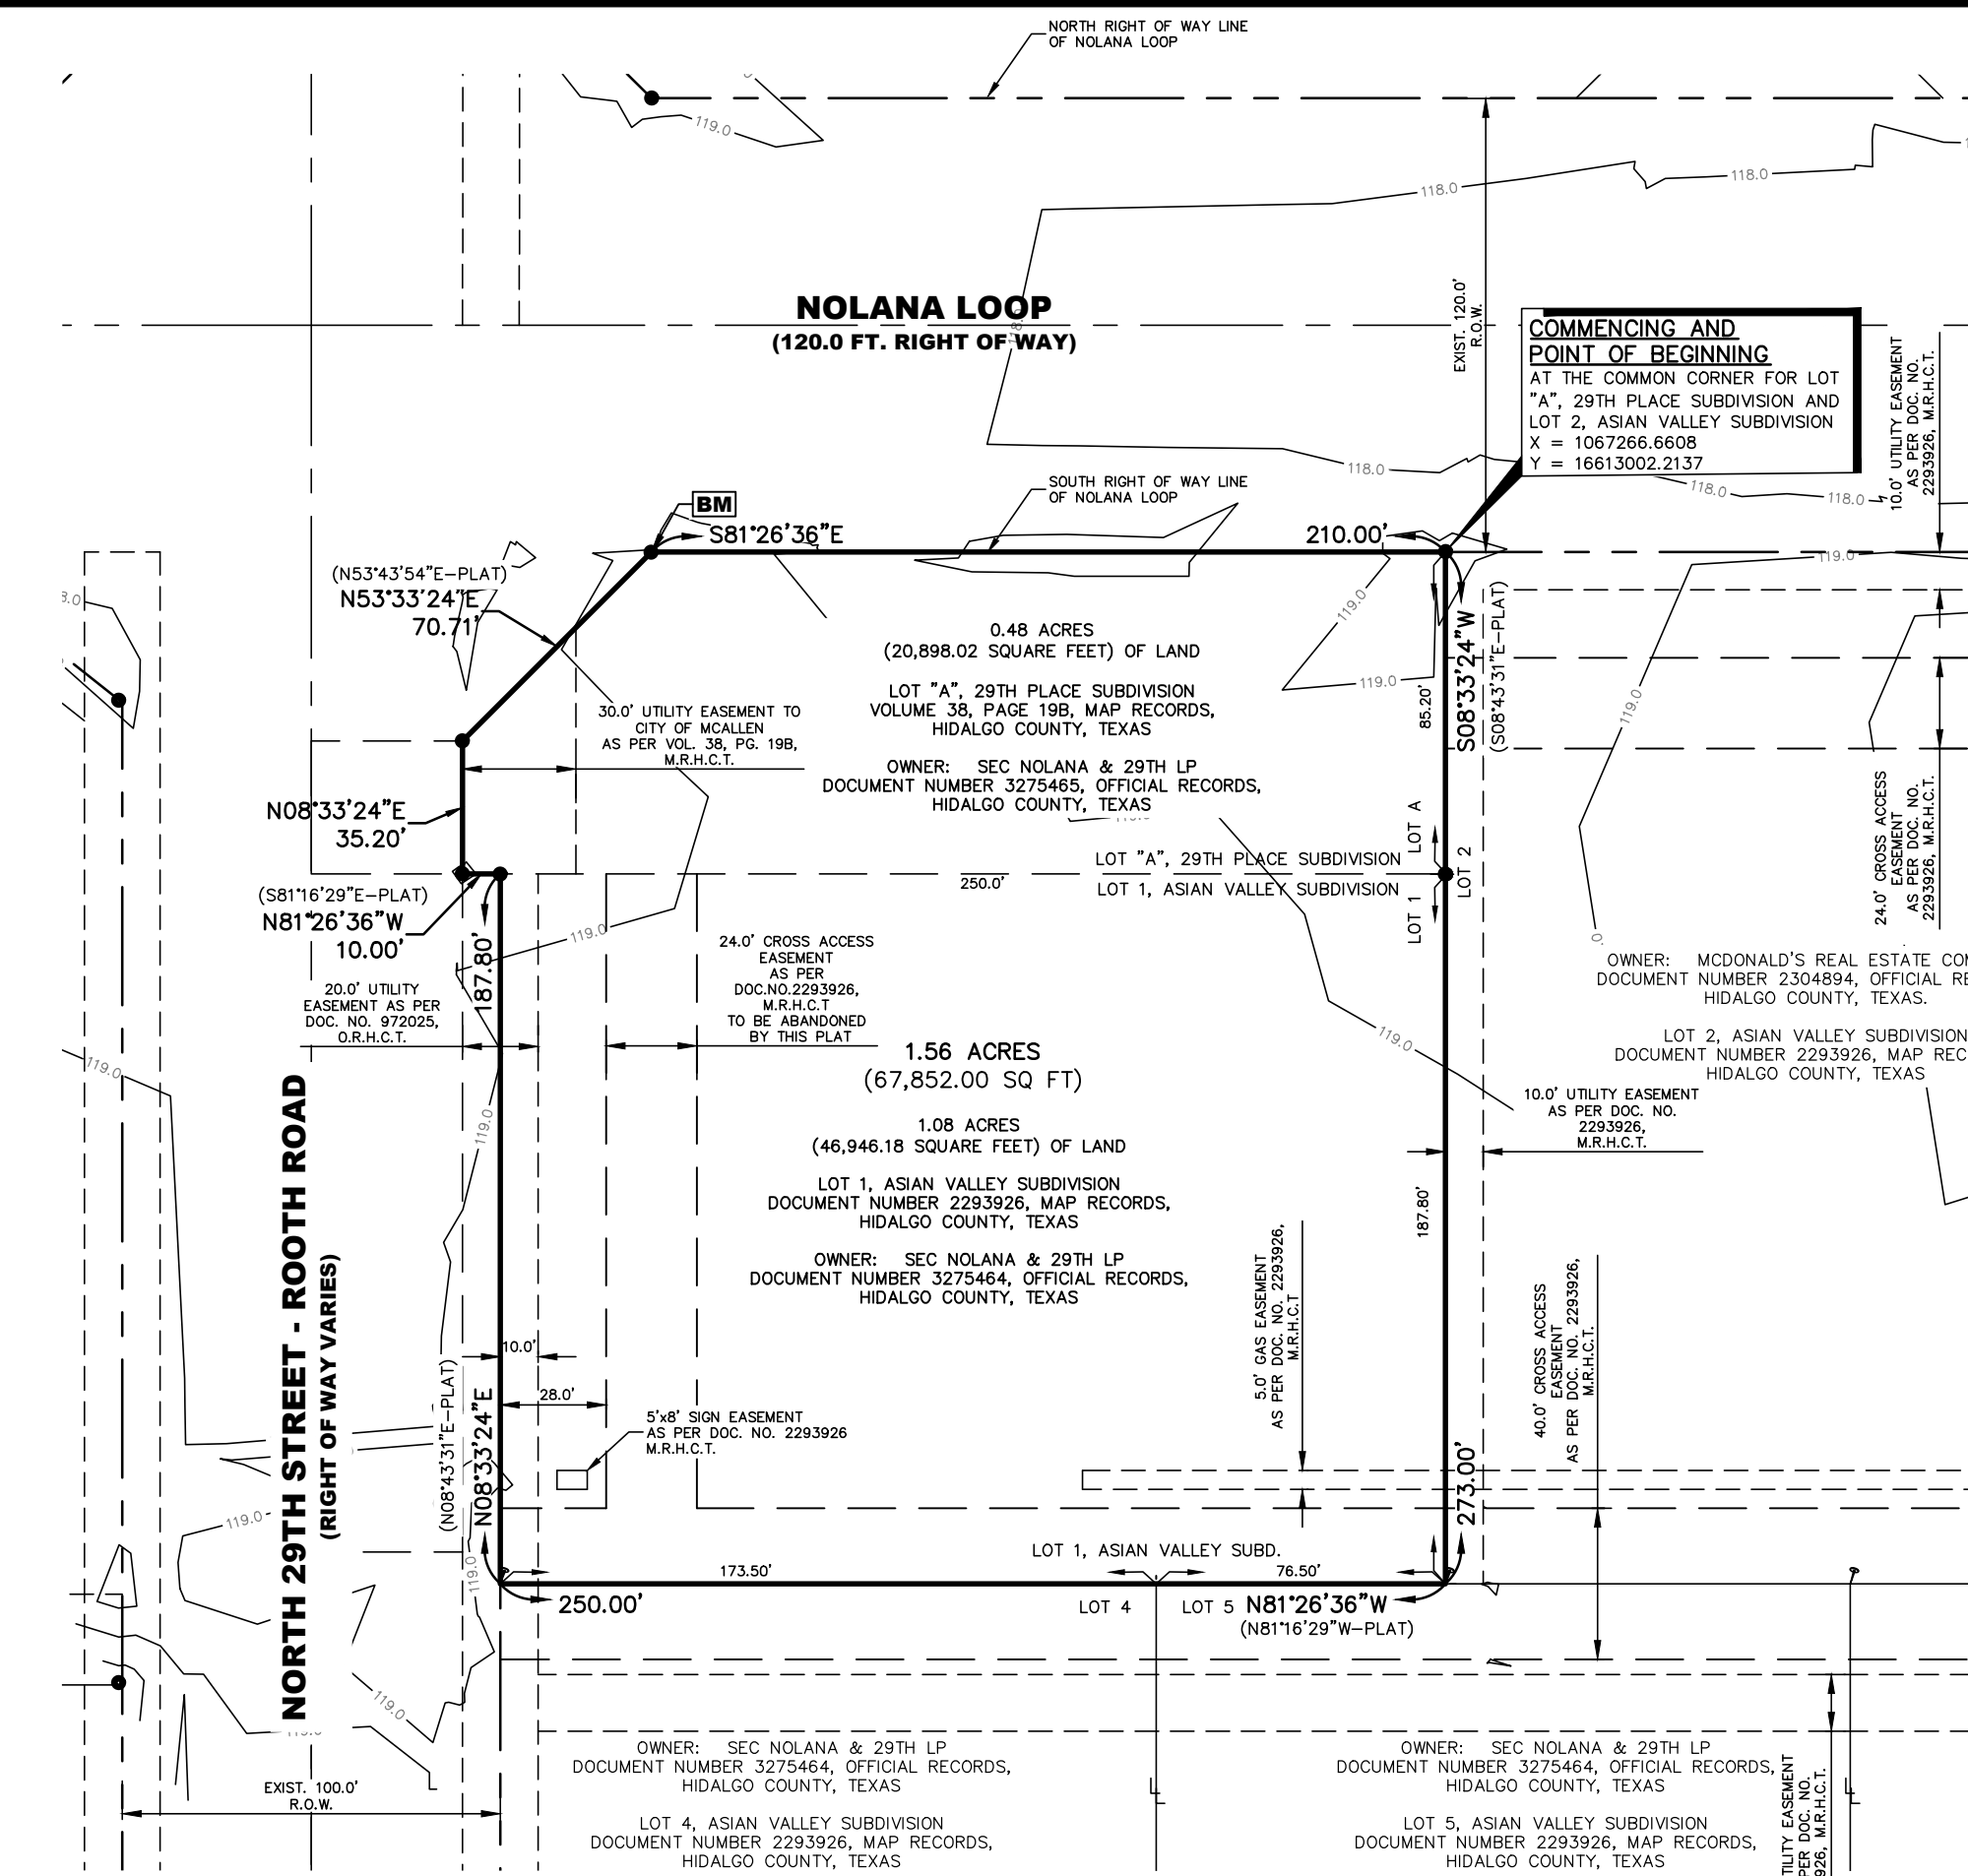 NORTH RIGHT OF WAY LINE
OF NOLANA LOOP
119.0
118.0
118.0
NOLANA LOOP
(120.0 FT. RIGHT OF WAY)
118.0
EXIST. 120.0'
R.O.W.
COMMENCING AND
POINT OF BEGINNING
AT THE COMMON CORNER FOR LOT
"A", 29TH PLACE SUBDIVISION AND
LOT 2, ASIAN VALLEY SUBDIVISION
X = 1067266.6608
Y = 16613002.2137
10.0' UTILITY EASEMENT
AS PER DOC. NO.
2293926, M.R.H.C.T.
118.0
118.0
118.0
SOUTH RIGHT OF WAY LINE
OF NOLANA LOOP
BM
S81°26'36"E
210.00'
119.0
(N53°43'54"E-PLAT)
N53°33'24"E
70.71'
8.0
119.0
119.0
85.20'
S08°33'24"W
(S08°43'31"E-PLAT)
119.0
0.48 ACRES
(20,898.02 SQUARE FEET) OF LAND
LOT "A", 29TH PLACE SUBDIVISION
VOLUME 38, PAGE 19B, MAP RECORDS,
HIDALGO COUNTY, TEXAS
OWNER: SEC NOLANA & 29TH LP
DOCUMENT NUMBER 3275465, OFFICIAL RECORDS,
HIDALGO COUNTY, TEXAS
30.0' UTILITY EASEMENT TO
CITY OF MCALLEN
AS PER VOL. 38, PG. 19B,
M.R.H.C.T.
N08°33'24"E
35.20'
24.0' CROSS ACCESS
EASEMENT
AS PER DOC. NO.
2293926, M.R.H.C.T.
LOT A
LOT 2
LOT 1
LOT "A", 29TH PLACE SUBDIVISION
250.0'
LOT 1, ASIAN VALLEY SUBDIVISION
(S81°16'29"E-PLAT)
N81°26'36"W
10.00'
187.80'
119.0
20.0' UTILITY
EASEMENT AS PER
DOC. NO. 972025,
O.R.H.C.T.
24.0' CROSS ACCESS
EASEMENT
AS PER
DOC.NO.2293926,
M.R.H.C.T
TO BE ABANDONED
BY THIS PLAT
OWNER: MCDONALD'S REAL ESTATE
DOCUMENT NUMBER 2304894, OFFICIAL
HIDALGO COUNTY, TEXAS.
LOT 2, ASIAN VALLEY SUBDIVISION
DOCUMENT NUMBER 2293926, MAP
HIDALGO COUNTY, TEXAS
119.0
119.0
1.56 ACRES
(67,852.00 SQ FT)
1.08 ACRES
(46,946.18 SQUARE FEET) OF LAND
LOT 1, ASIAN VALLEY SUBDIVISION
DOCUMENT NUMBER 2293926, MAP RECORDS,
HIDALGO COUNTY, TEXAS
OWNER: SEC NOLANA & 29TH LP
DOCUMENT NUMBER 3275464, OFFICIAL RECORDS,
HIDALGO COUNTY, TEXAS
10.0' UTILITY EASEMENT
AS PER DOC. NO.
2293926,
M.R.H.C.T.
119.0
NORTH 29TH STREET - ROOTH ROAD
(RIGHT OF WAY VARIES)
187.80'
5.0' GAS EASEMENT
AS PER DOC. NO. 2293926,
M.R.H.C.T
40.0' CROSS ACCESS
EASEMENT
AS PER DOC. NO. 2293926,
M.R.H.C.T.
10.0'
28.0'
(N08°43'31"E-PLAT)
N08°33'24"E
5'x8' SIGN EASEMENT
AS PER DOC. NO. 2293926
M.R.H.C.T.
273.00'
119.0
119.0
LOT 1, ASIAN VALLEY SUBD.
173.50'
76.50'
250.00'
LOT 4
LOT 5
N81°26'36"W
(N81°16'29"W-PLAT)
119.0
EXIST. 100.0'
R.O.W.
OWNER: SEC NOLANA & 29TH LP
DOCUMENT NUMBER 3275464, OFFICIAL RECORDS,
HIDALGO COUNTY, TEXAS
LOT 4, ASIAN VALLEY SUBDIVISION
DOCUMENT NUMBER 2293926, MAP RECORDS,
HIDALGO COUNTY, TEXAS
OWNER: SEC NOLANA & 29TH LP
DOCUMENT NUMBER 3275464, OFFICIAL RECORDS,
HIDALGO COUNTY, TEXAS
LOT 5, ASIAN VALLEY SUBDIVISION
DOCUMENT NUMBER 2293926, MAP RECORDS,
HIDALGO COUNTY, TEXAS
EASEMENT
PER DOC. NO.
M.R.H.C.T.